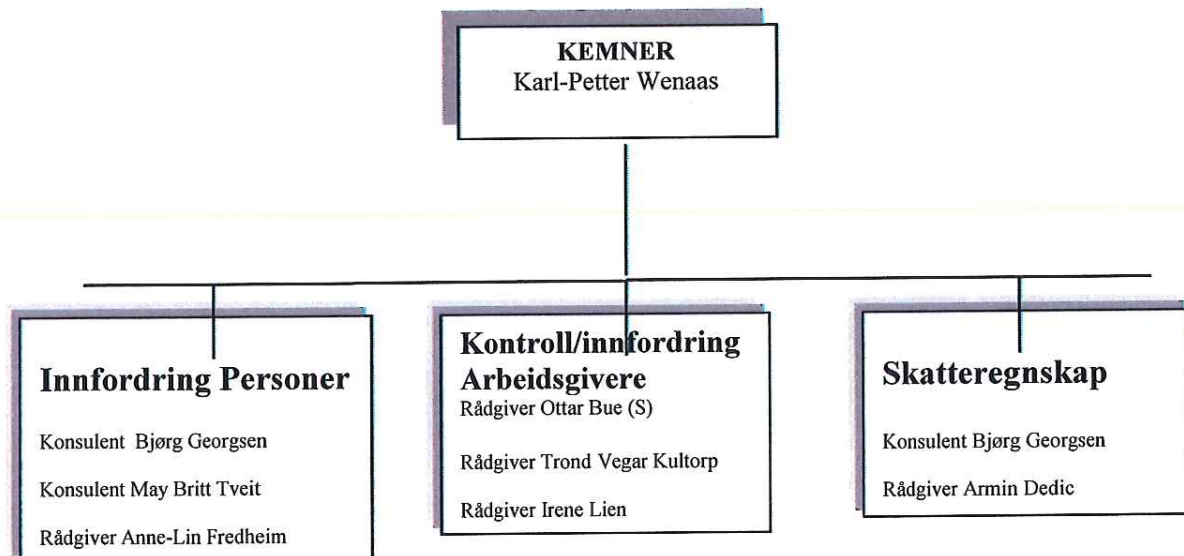 KEMNER
Karl-Petter Wenaas
Innfordring Personer
Konsulent Bjørg Georgsen
Konsulent May Britt Tveit
Rådgiver Anne-Lin Fredheim
Kontroll/innfordring
Arbeidsgivere
Rådgiver Ottar Bue (S)
Rådgiver Trond Vegar Kultorp
Rådgiver Irene Lien
Skatteregnskap
Konsulent Bjørg Georgsen
Rådgiver Armin Dedic